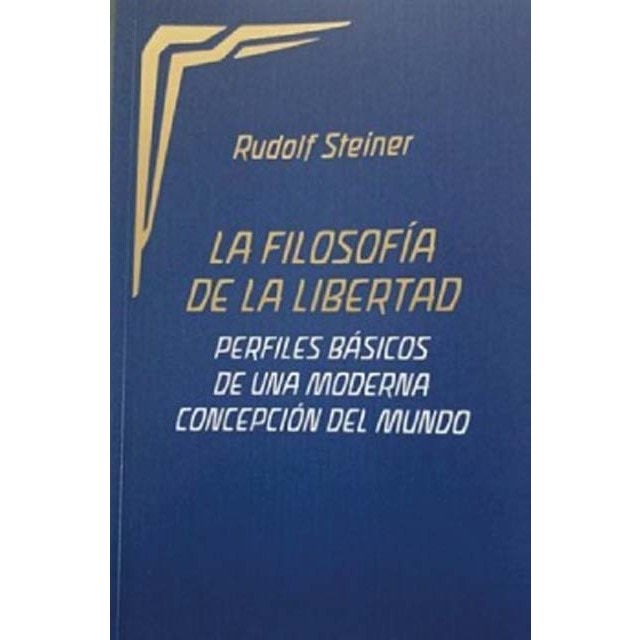 Rudolf Steiner
LA FILOSOFÍA
DE LA LIBERTAD
PERFILES BÁSICOS
DE UNA MODERNA
CONCEPCIÓN DEL MUNDO